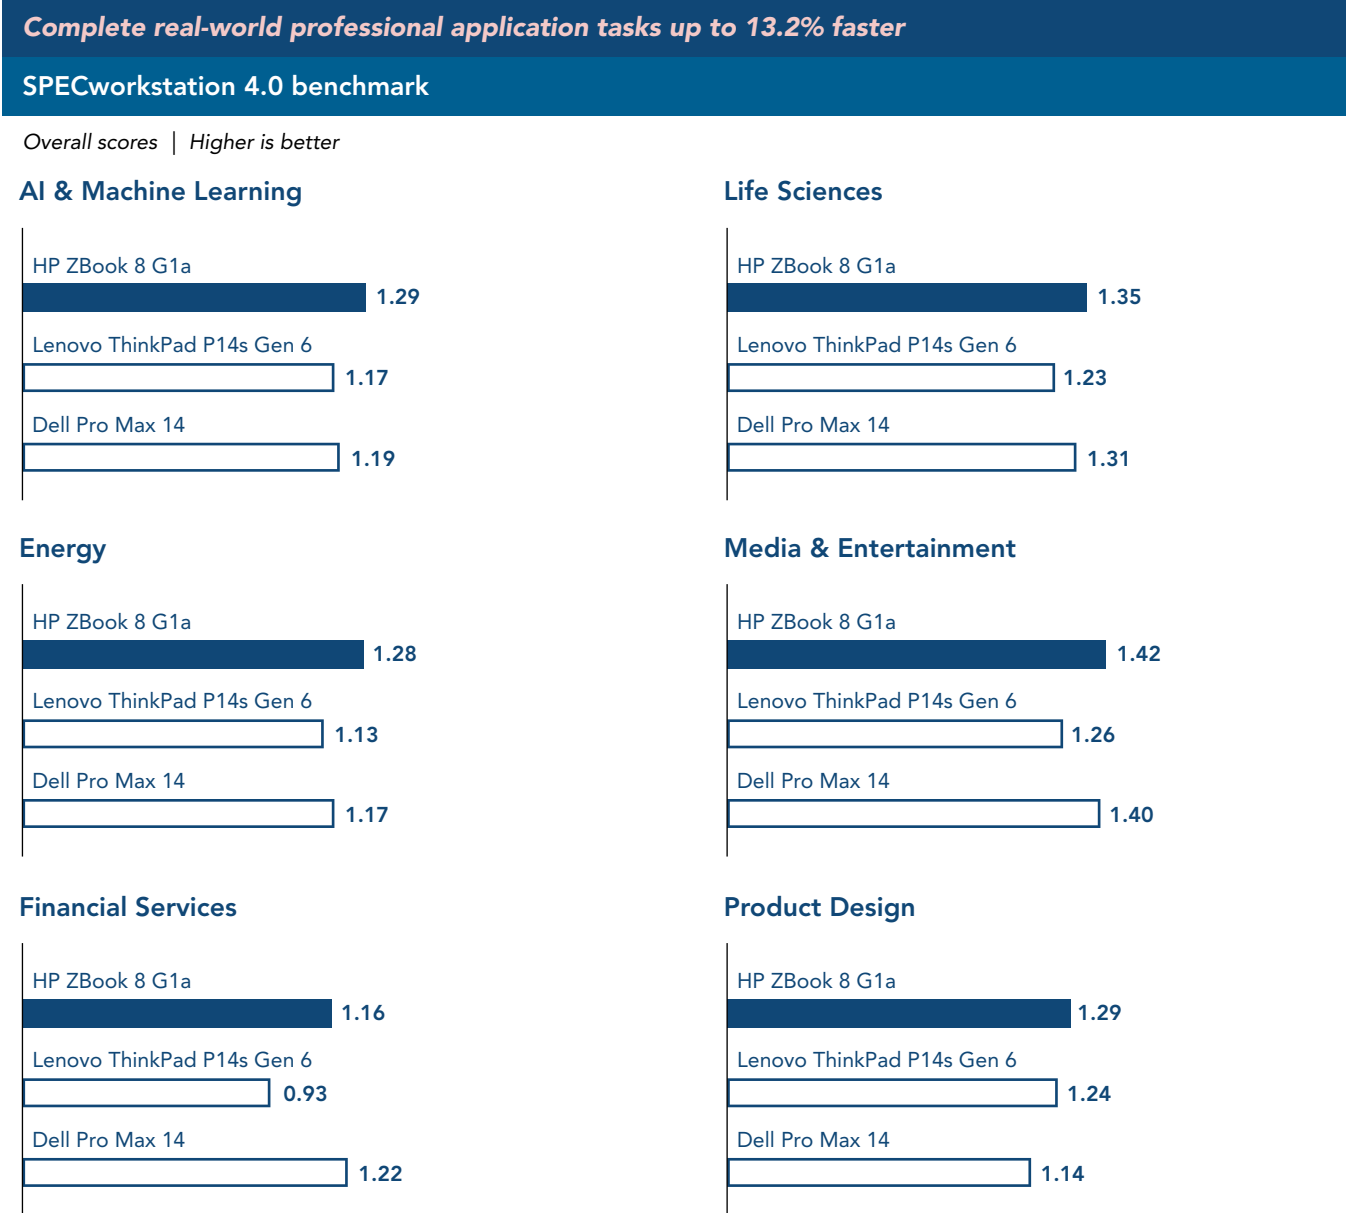 Complete real-world professional application tasks up to 13.2% faster
SPECworkstation 4.0 benchmark
Overall scores | Higher is better
AI & Machine Learning
HP ZBook 8 G1a
1.29
Lenovo ThinkPad P14s Gen 6
1.17
Dell Pro Max 14
1.19
Life Sciences
HP ZBook 8 G1a
1.35
Lenovo ThinkPad P14s Gen 6
1.23
Dell Pro Max 14
1.31
Energy
HP ZBook 8 G1a
1.28
Lenovo ThinkPad P14s Gen 6
1.13
Dell Pro Max 14
1.17
Media & Entertainment
HP ZBook 8 G1a
1.42
Lenovo ThinkPad P14s Gen 6
1.26
Dell Pro Max 14
1.40
Financial Services
HP ZBook 8 G1a
1.16
Lenovo ThinkPad P14s Gen 6
0.93
Dell Pro Max 14
1.22
Product Design
HP ZBook 8 G1a
1.29
Lenovo ThinkPad P14s Gen 6
1.24
Dell Pro Max 14
1.14